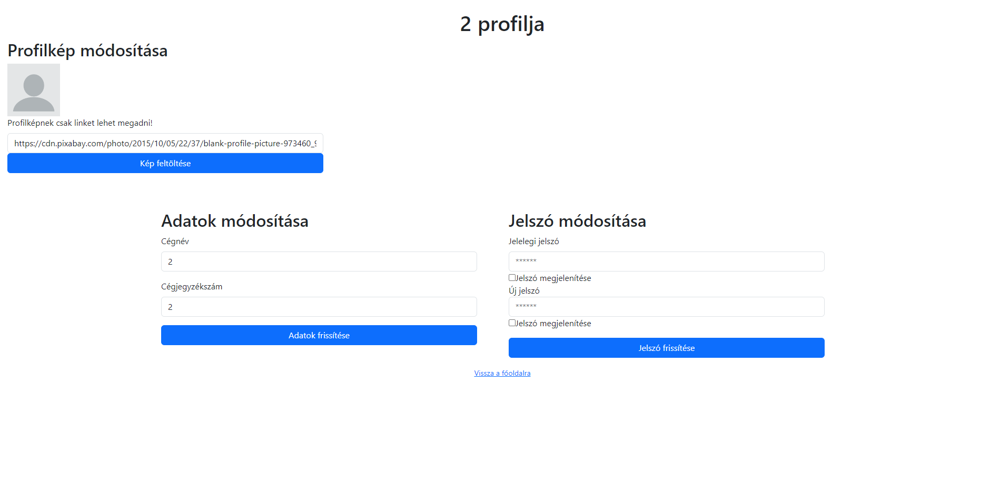 2 profilja
Profilkép módosítása
Profilképnek csak linket lehet megadni!
https://cdn.pixabay.com/photo/2015/10/05/22/37/blank-profile-picture-973460_9
Kép feltöltése
Adatok módosítása
Cégnév
2
Cégjegyzékszám
2
Adatok frissítése
Jelszó módosítása
Jelelegi jelszó
******
Jelszó megjelenítése
Új jelszó
******
Jelszó megjelenítése
Jelszó frissítése
Vissza a főoldalra